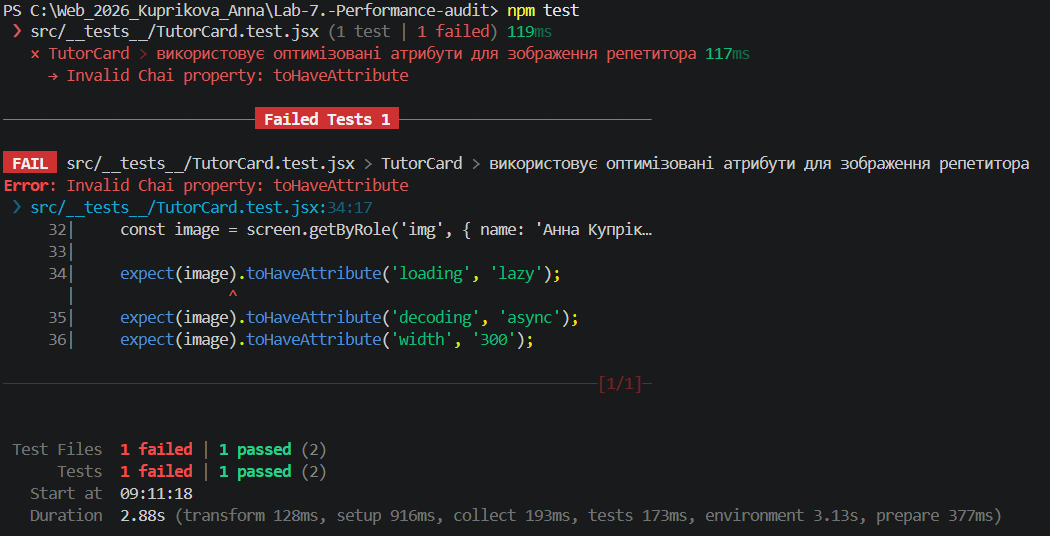 PS C:\Web_2026_Kuprikova_Anna\Lab-7.-Performance-audit> npm test
❯ src/__tests__/TutorCard.test.jsx (1 test | 1 failed) 119ms
× TutorCard > використовує оптимізовані атрибути для зображення репетитора 117ms
→ Invalid Chai property: toHaveAttribute
Failed Tests 1
FAIL src/__tests__/TutorCard.test.jsx > TutorCard > використовує оптимізовані атрибути для зображення репетитора
Error: Invalid Chai property: toHaveAttribute
❯ src/__tests__/TutorCard.test.jsx:34:17
32| const image = screen.getByRole('img', { name: 'Анна Купрік…
33|
34| expect(image).toHaveAttribute('loading', 'lazy');
| ^
35| expect(image).toHaveAttribute('decoding', 'async');
36| expect(image).toHaveAttribute('width', '300');
[1/1]
Test Files 1 failed | 1 passed (2)
Tests 1 failed | 1 passed (2)
Start at 09:11:18
Duration 2.88s (transform 128ms, setup 916ms, collect 193ms, tests 173ms, environment 3.13s, prepare 377ms)